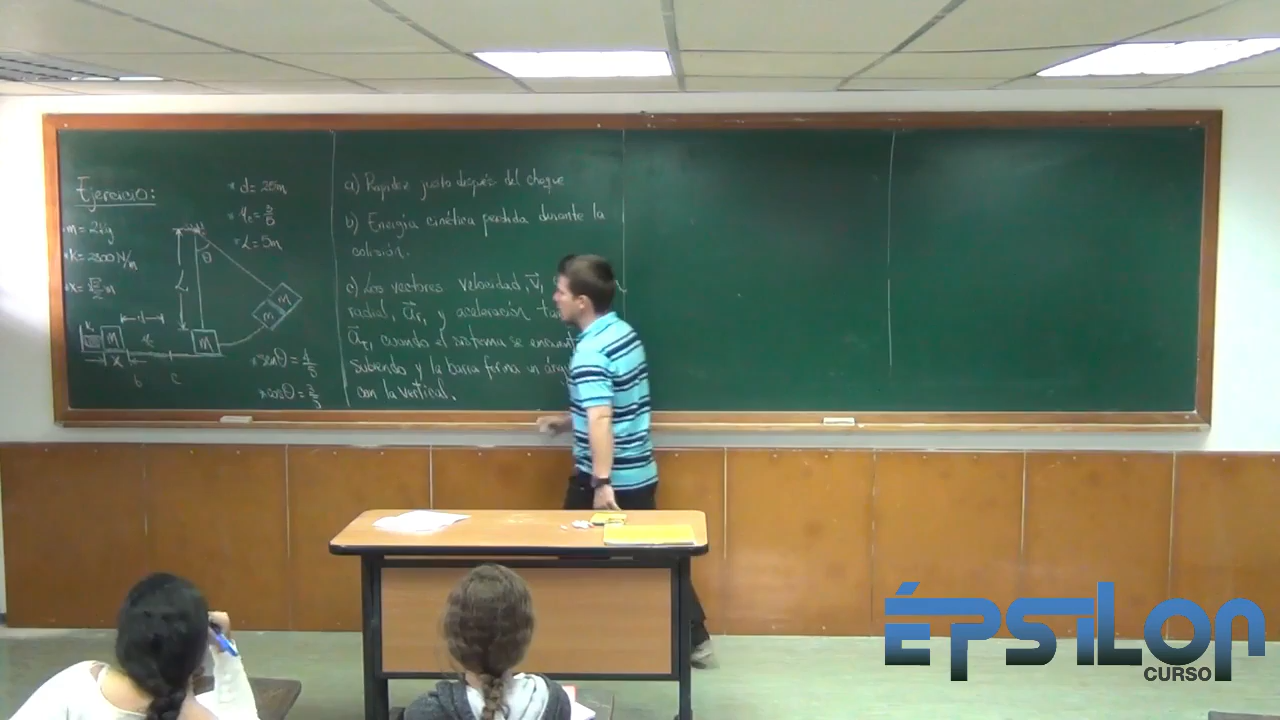 Ejercicio:
* d = 25m
* L = 5m
* senθ = 4/5
* cosθ = 3/5
θ
L
m
m
M
M
x
b
c
a) Rapidez justo después del choque
b) Energía cinética perdida durante la
colisión.
c) Los vectores velocidad, v⃗,
radial, a⃗r, y aceleración
a⃗T, cuando el sistema se
subiendo y la barra forma un
con la vertical.
ÉPSILON
CURSO